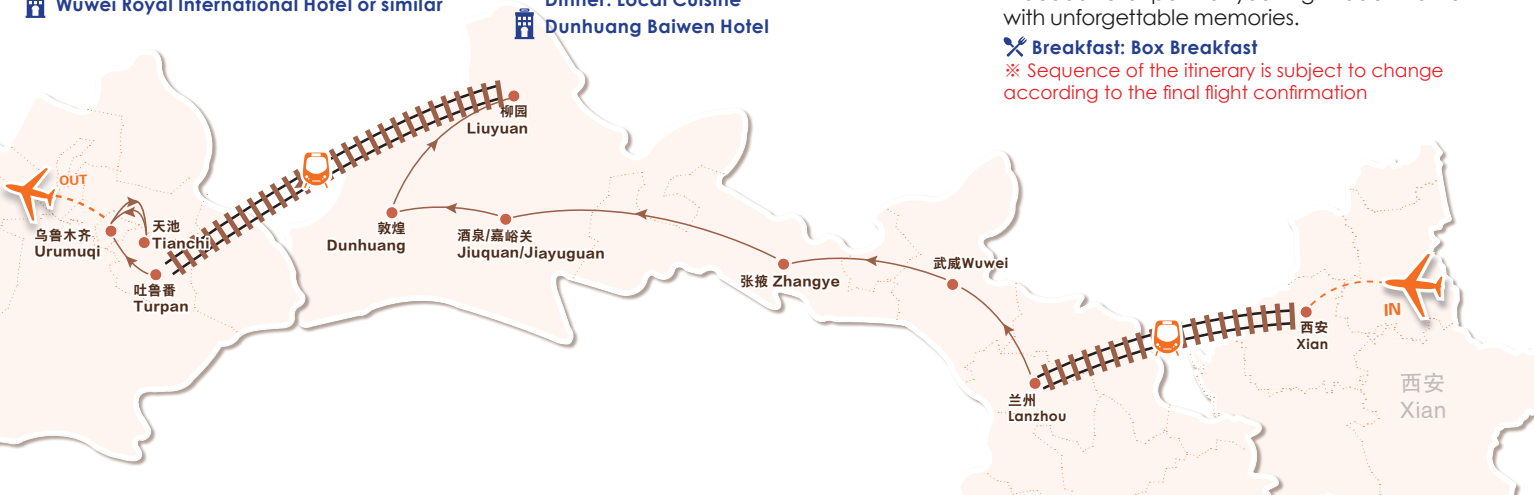 Wuwei Royal International Hotel or similar
Dinner: Local Cuisine
Dunhuang Baiwen Hotel
with unforgettable memories.
Breakfast: Box Breakfast
※ Sequence of the itinerary is subject to change
according to the final flight confirmation
柳园
Liuyuan
OUT
乌鲁木齐
Urumuqi
天池
Tianchi
吐鲁番
Turpan
敦煌
Dunhuang
酒泉/嘉峪关
Jiuquan/Jiayuguan
张掖 Zhangye
武威Wuwei
兰州
Lanzhou
IN
西安
Xian
西安
Xian